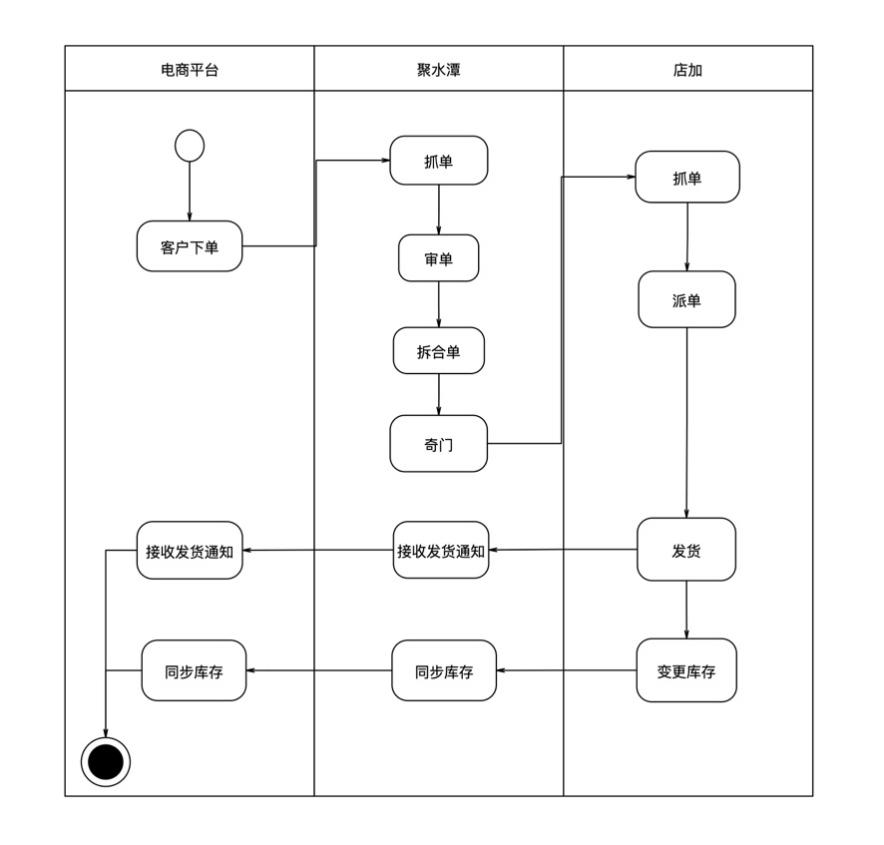 电商平台
聚水潭
店加
客户下单
抓单
审单
拆合单
奇门
抓单
派单
发货
接收发货通知
接收发货通知
变更库存
同步库存
同步库存